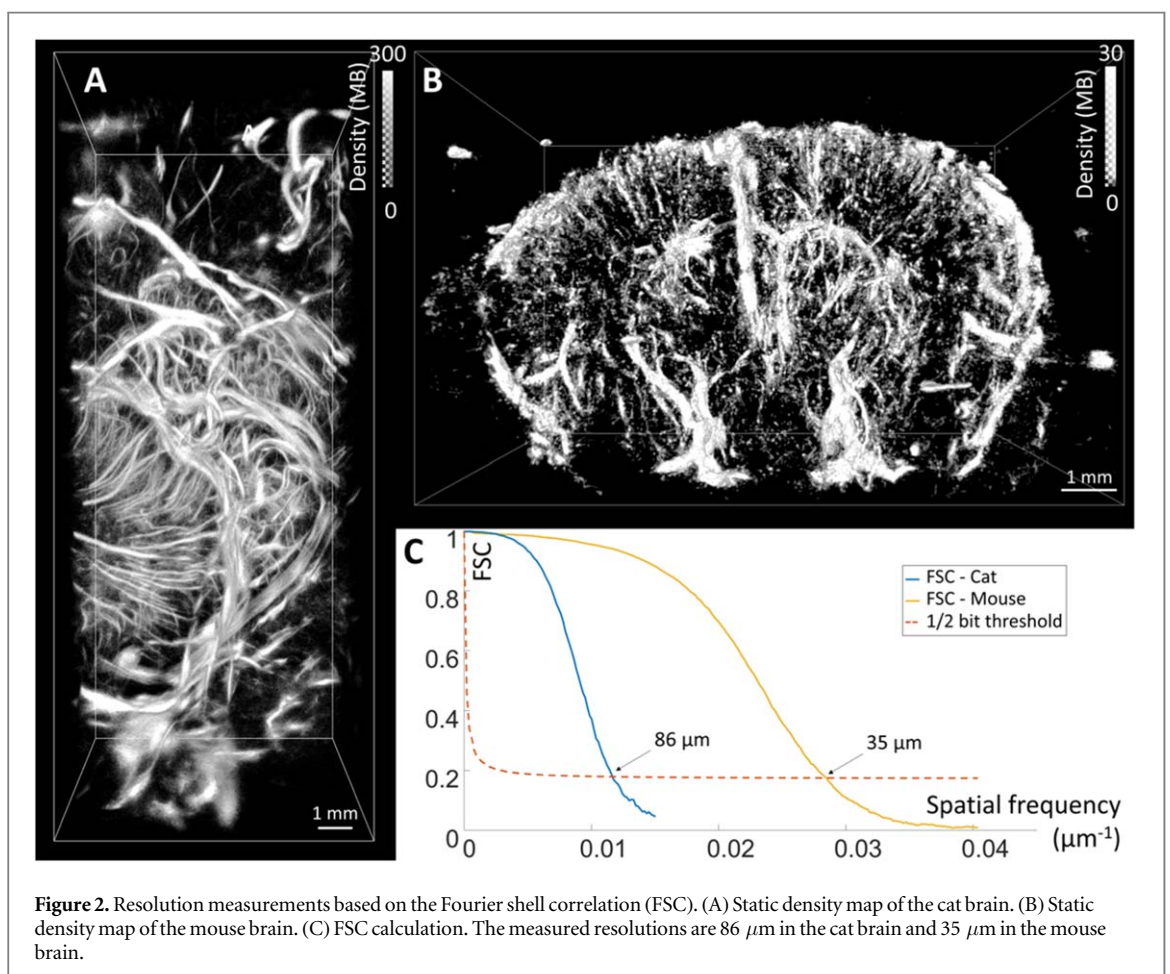 A
300
Density (MB)
0
1 mm
B
30
Density (MB)
0
1 mm
C
1
FSC
0.8
0.6
0.4
0.2
0
0
0.01
0.02
0.03
0.04
FSC - Cat
FSC - Mouse
1/2 bit threshold
86 μm
35 μm
Spatial frequency
(μm⁻¹)
Figure 2. Resolution measurements based on the Fourier shell correlation (FSC). (A) Static density map of the cat brain. (B) Static
density map of the mouse brain. (C) FSC calculation. The measured resolutions are 86 μm in the cat brain and 35 μm in the mouse
brain.